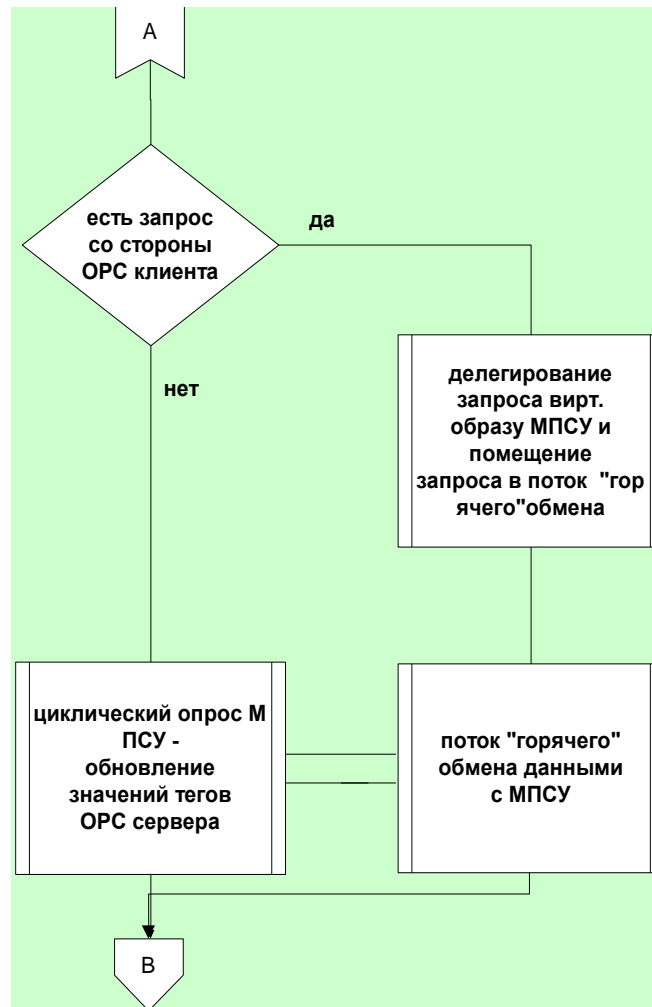 A
есть запрос
со стороны
OPC клиента
да
нет
делегирование
запроса вирт.
образу МПСУ и
помещение
запроса в поток "гор
ячего"обмена
циклический опрос М
ПСУ -
обновление
значений тегов
OPC сервера
поток "горячего"
обмена данными
с МПСУ
B